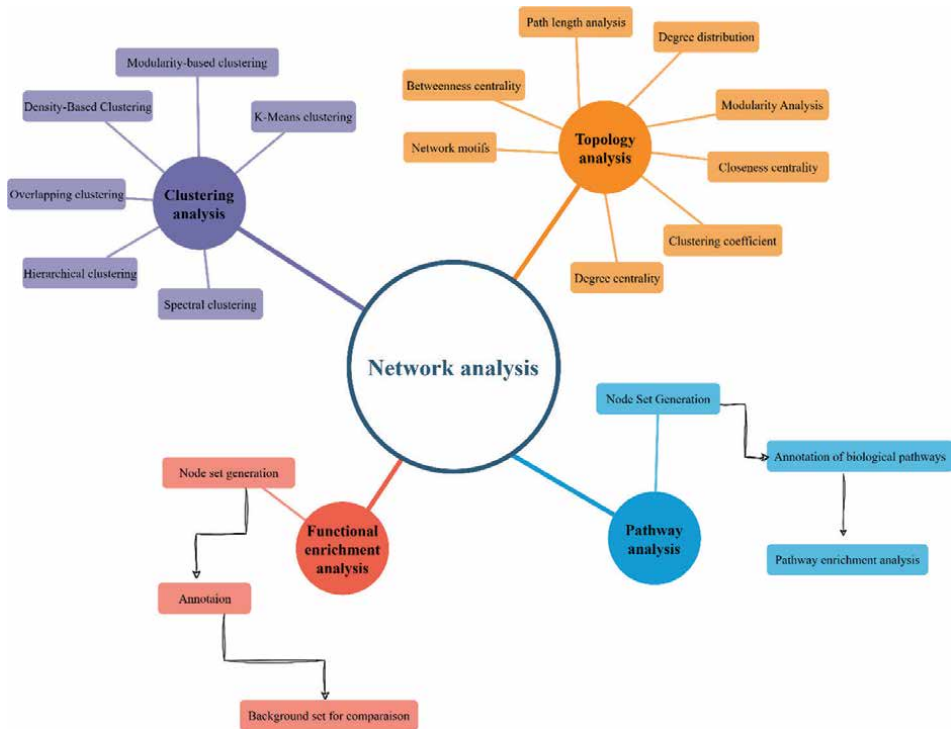 Path length analysis
Degree distribution
Modularity-based clustering
Betweenness centrality
Density-Based Clustering
K-Means clustering
Modularity Analysis
Topology
analysis
Network motifs
Closeness centrality
Overlapping clustering
Clustering
analysis
Clustering coefficient
Hierarchical clustering
Degree centrality
Spectral clustering
Network analysis
Node Set Generation
Annotation of biological pathways
Node set generation
Functional
enrichment
analysis
Pathway
analysis
Pathway enrichment analysis
Annotaion
Background set for comparaison